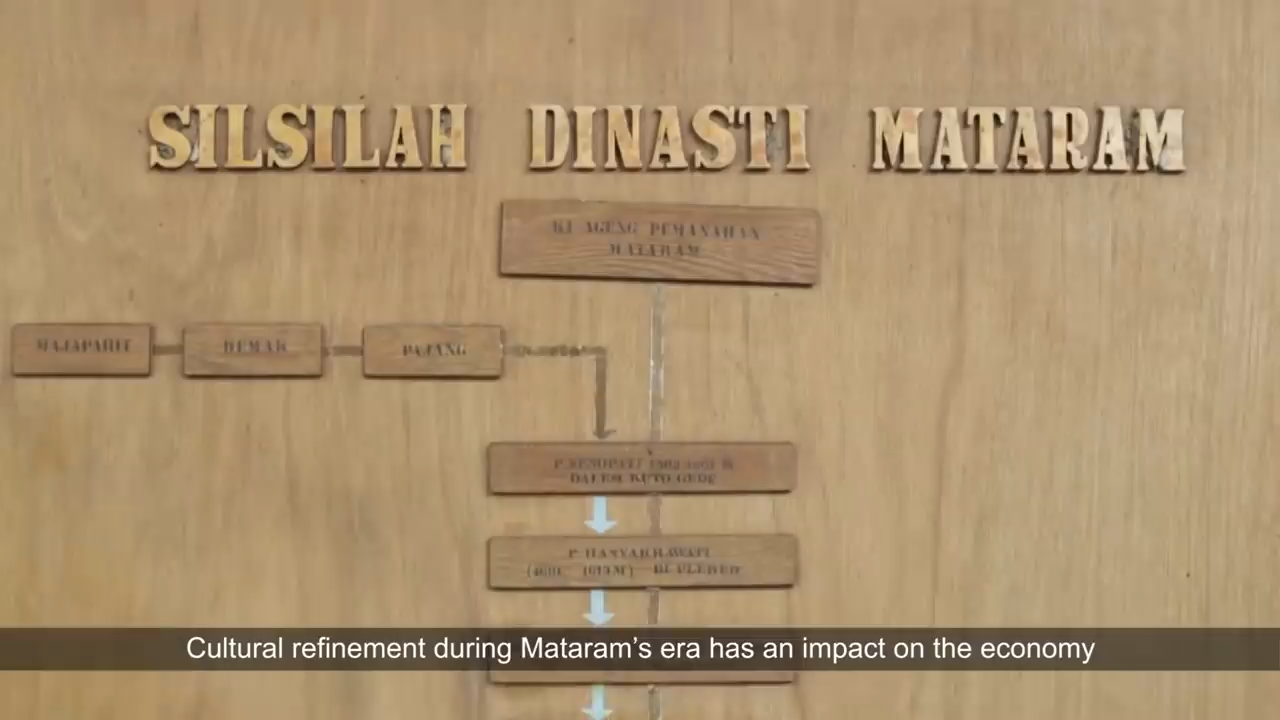 SILSILAH DINASTI MATARAM
KI AGENG PEMANAHAN
MATARAM
MAJAPAHIT
DEMAK
PAJANG
P. SENOPATI
DALEM KUTO GEDE
P. HANYAKRAWATI
Cultural refinement during Mataram’s era has an impact on the economy